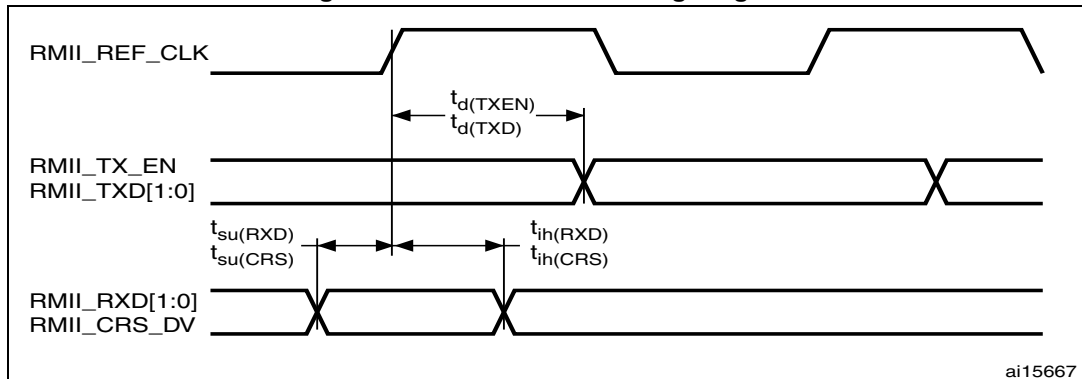 RMII_REF_CLK
td(TXEN)
td(TXD)
RMII_TX_EN
RMII_TXD[1:0]
tsu(RXD)
tsu(CRS)
tih(RXD)
tih(CRS)
RMII_RXD[1:0]
RMII_CRS_DV
ai15667